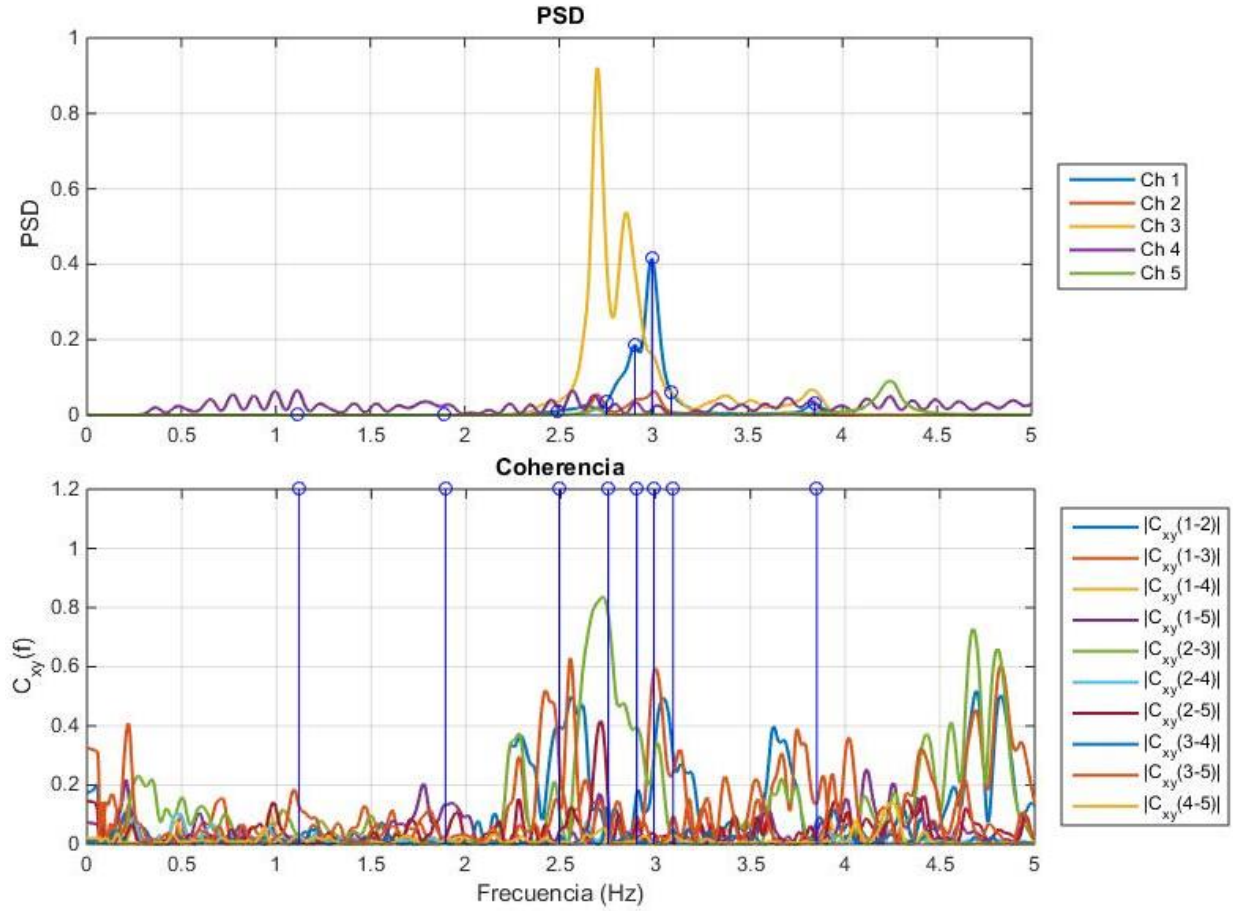 PSD
1
0.8
0.6
0.4
0.2
0
PSD
0 0.5 1 1.5 2 2.5 3 3.5 4 4.5 5
Ch 1
Ch 2
Ch 3
Ch 4
Ch 5
Coherencia
1.2
1
0.8
0.6
0.4
0.2
0
C_xy(f)
0 0.5 1 1.5 2 2.5 3 3.5 4 4.5 5
Frecuencia (Hz)
|C_xy(1-2)|
|C_xy(1-3)|
|C_xy(1-4)|
|C_xy(1-5)|
|C_xy(2-3)|
|C_xy(2-4)|
|C_xy(2-5)|
|C_xy(3-4)|
|C_xy(3-5)|
|C_xy(4-5)|